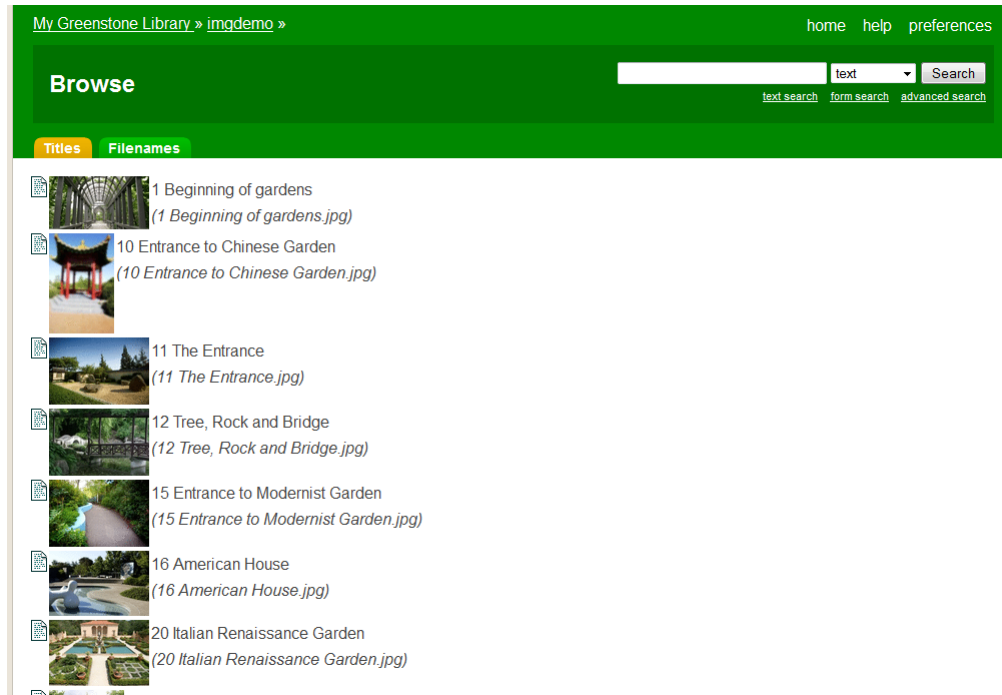 My Greenstone Library » imgdemo »
home help preferences
Browse
text
Search
text search form search advanced search
Titles Filenames
1 Beginning of gardens
(1 Beginning of gardens.jpg)
10 Entrance to Chinese Garden
(10 Entrance to Chinese Garden.jpg)
11 The Entrance
(11 The Entrance.jpg)
12 Tree, Rock and Bridge
(12 Tree, Rock and Bridge.jpg)
15 Entrance to Modernist Garden
(15 Entrance to Modernist Garden.jpg)
16 American House
(16 American House.jpg)
20 Italian Renaissance Garden
(20 Italian Renaissance Garden.jpg)